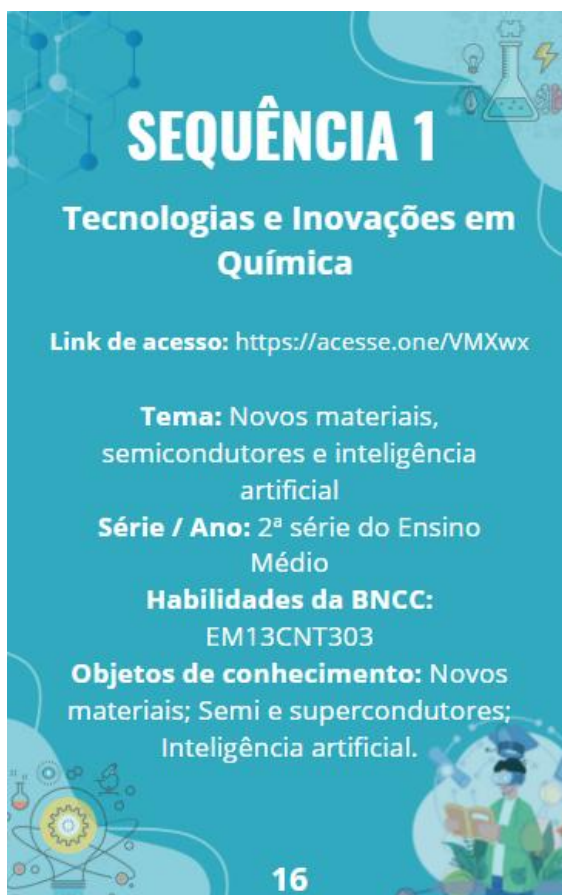 SEQUÊNCIA 1
Tecnologias e Inovações em
Química
Link de acesso: https://acesse.one/VMXwx
Tema: Novos materiais,
semicondutores e inteligência
artificial
Série / Ano: 2ª série do Ensino
Médio
Habilidades da BNCC:
EM13CNT303
Objetos de conhecimento: Novos
materiais; Semi e supercondutores;
Inteligência artificial.
16